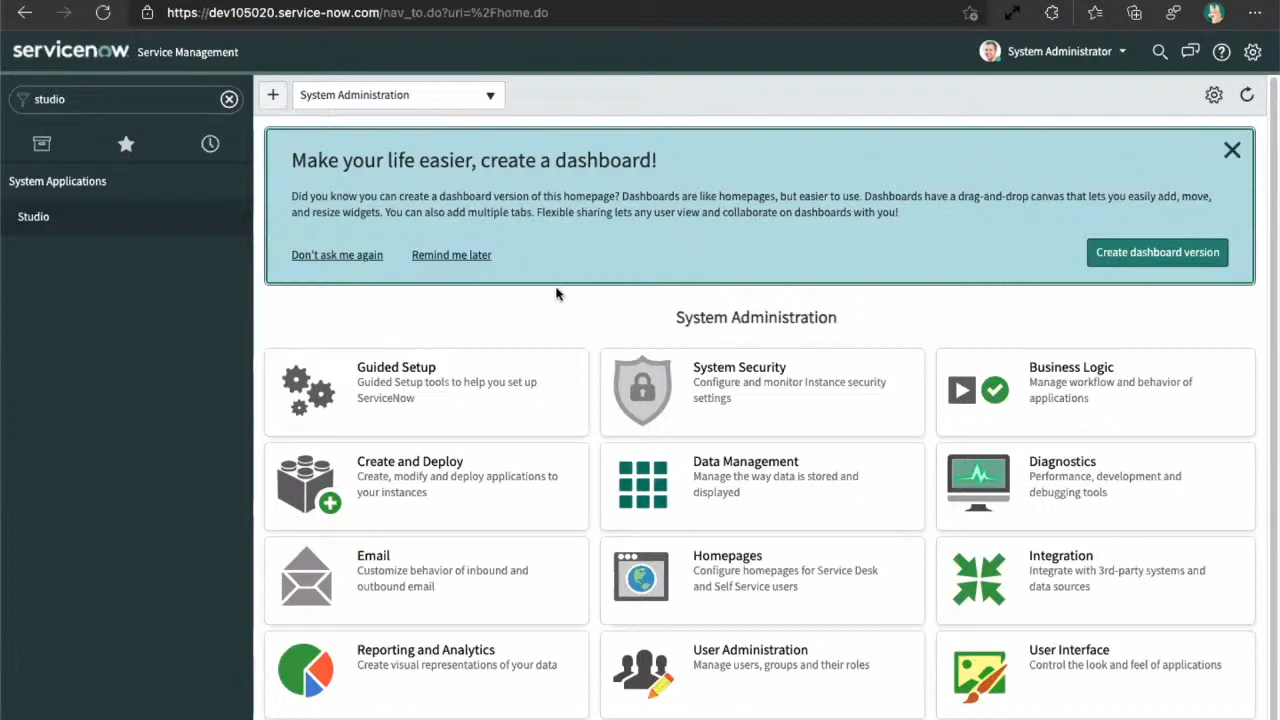 https://dev105020.service-now.com/nav_to.do?uri=%2Fhome.do
servicenow Service Management
System Administrator
studio
System Administration
System Applications
Studio
Make your life easier, create a dashboard!
Did you know you can create a dashboard version of this homepage? Dashboards are like homepages, but easier to use. Dashboards have a drag-and-drop canvas that lets you easily add, move,
and resize widgets. You can also add multiple tabs. Flexible sharing lets any user view and collaborate on dashboards with you!
Don't ask me again
Remind me later
Create dashboard version
System Administration
Guided Setup
Guided Setup tools to help you set up
ServiceNow
System Security
Configure and monitor Instance security
settings
Business Logic
Manage workflow and behavior of
applications
Create and Deploy
Create, modify and deploy applications to
your instances
Data Management
Manage the way data is stored and
displayed
Diagnostics
Performance, development and
debugging tools
Email
Customize behavior of inbound and
outbound email
Homepages
Configure homepages for Service Desk
and Self Service users
Integration
Integrate with 3rd-party systems and
data sources
Reporting and Analytics
Create visual representations of your data
User Administration
Manage users, groups and their roles
User Interface
Control the look and feel of applications